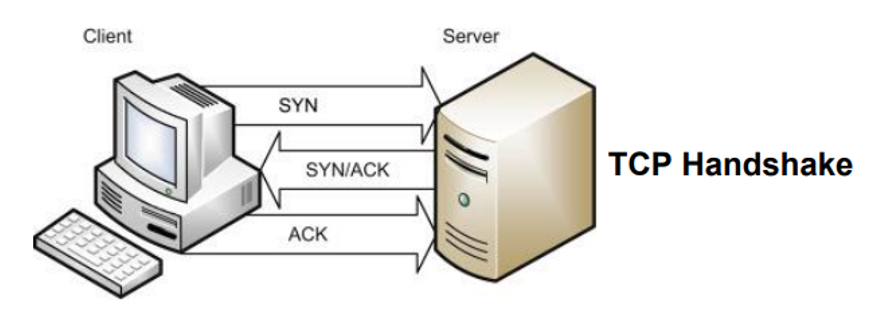 Client
Server
SYN
SYN/ACK
TCP Handshake
ACK